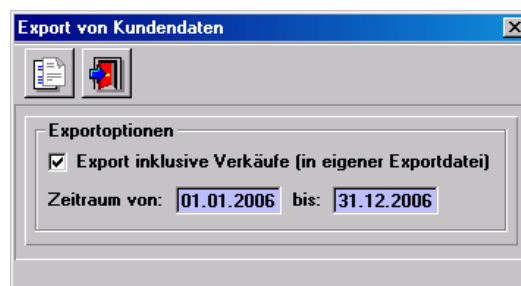 Export von Kundendaten
Exportoptionen
Export inklusive Verkäufe (in eigener Exportdatei)
Zeitraum von: 01.01.2006 bis: 31.12.2006